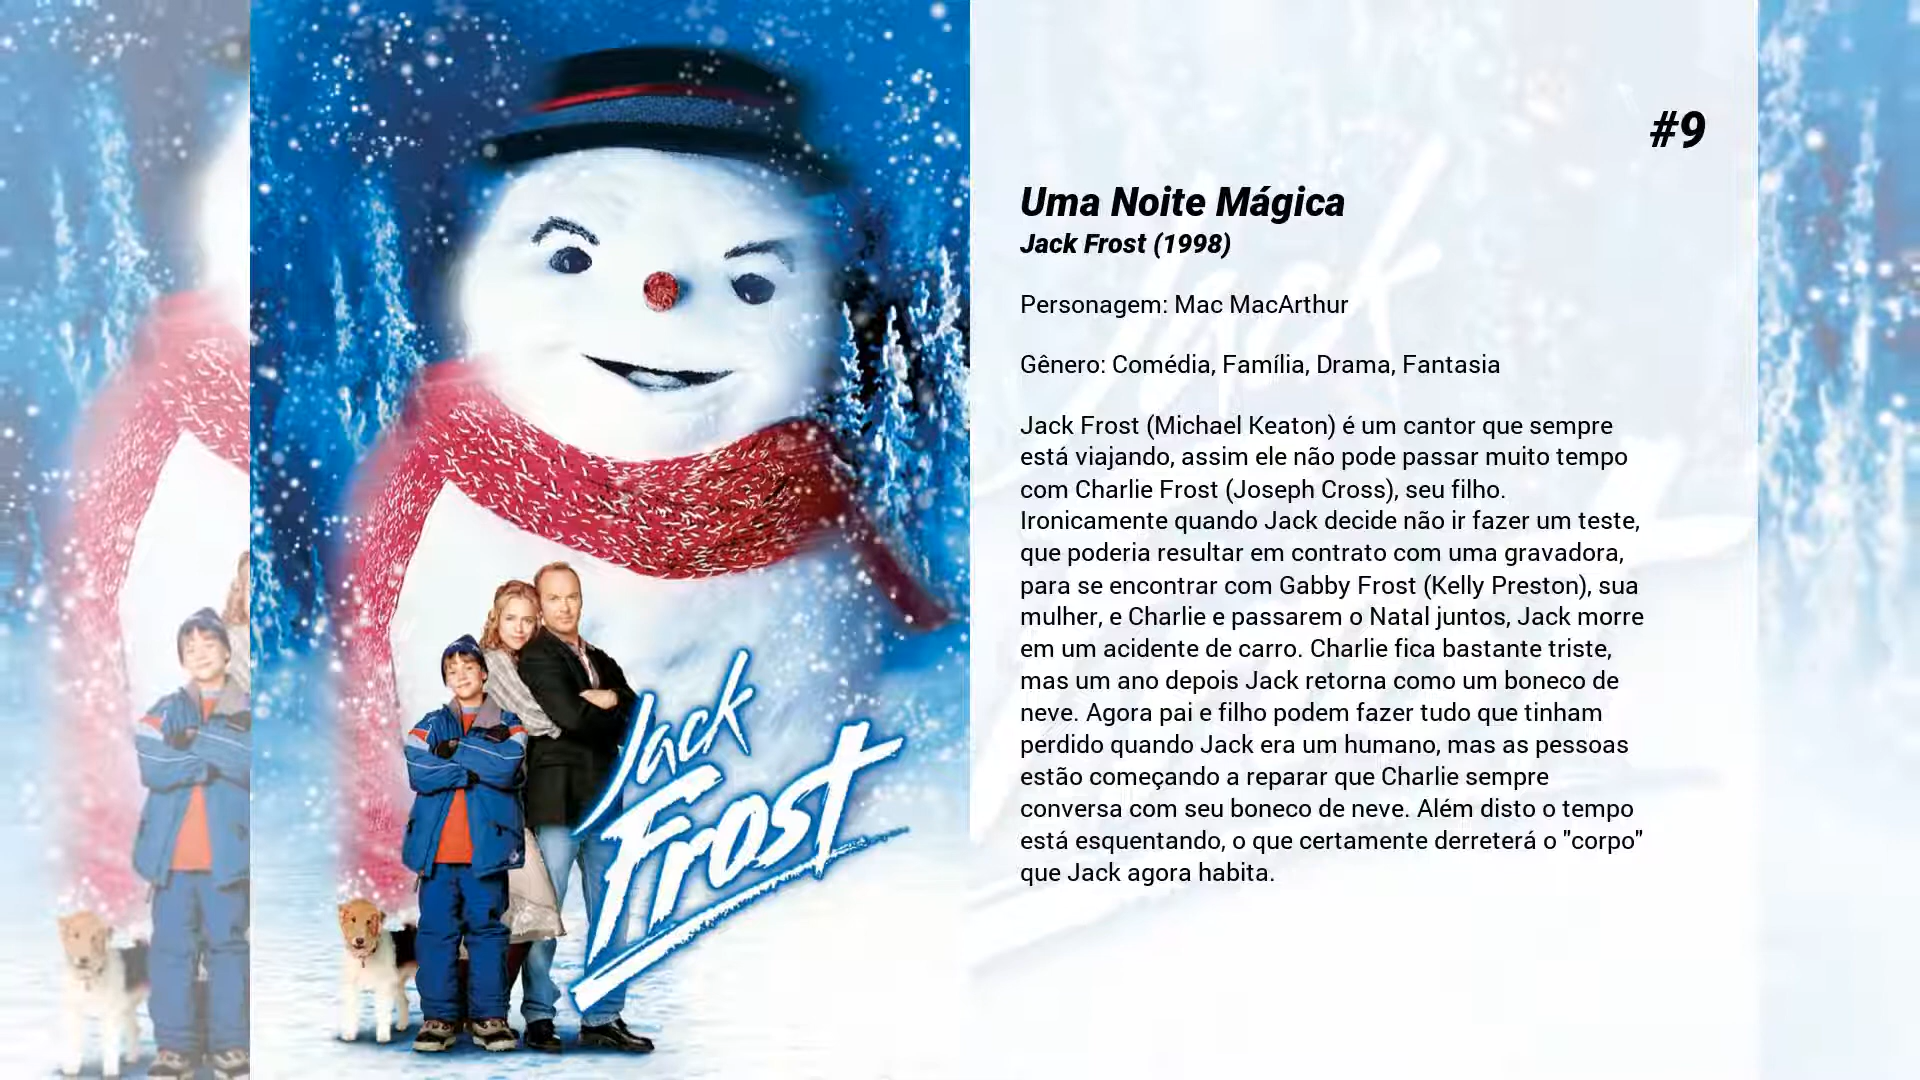 #9
Uma Noite Mágica
Jack Frost (1998)
Personagem: Mac MacArthur
Gênero: Comédia, Família, Drama, Fantasia
Jack Frost (Michael Keaton) é um cantor que sempre
está viajando, assim ele não pode passar muito tempo
com Charlie Frost (Joseph Cross), seu filho.
Ironicamente quando Jack decide não ir fazer um teste,
que poderia resultar em contrato com uma gravadora,
para se encontrar com Gabby Frost (Kelly Preston), sua
mulher, e Charlie e passarem o Natal juntos, Jack morre
em um acidente de carro. Charlie fica bastante triste,
mas um ano depois Jack retorna como um boneco de
neve. Agora pai e filho podem fazer tudo que tinham
perdido quando Jack era um humano, mas as pessoas
estão começando a reparar que Charlie sempre
conversa com seu boneco de neve. Além disto o tempo
está esquentando, o que certamente derreterá o "corpo"
que Jack agora habita.
Jack
Frost